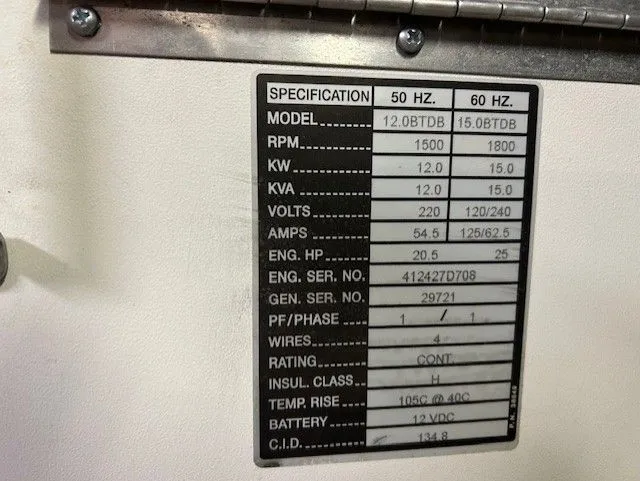 SPECIFICATION 50 HZ. 60 HZ.
MODEL 12.0BTDB 15.0BTDB
RPM 1500 1800
KW 12.0 15.0
KVA 12.0 15.0
VOLTS 220 120/240
AMPS 54.5 125/62.5
ENG. HP 20.5 25
ENG. SER. NO. 412427D708
GEN. SER. NO. 29721
PF/PHASE 1 / 1
WIRES 4
RATING CONT.
INSUL. CLASS H
TEMP. RISE 105C @ 40C
BATTERY 12 VDC
C.I.D. 134.8
P.N.